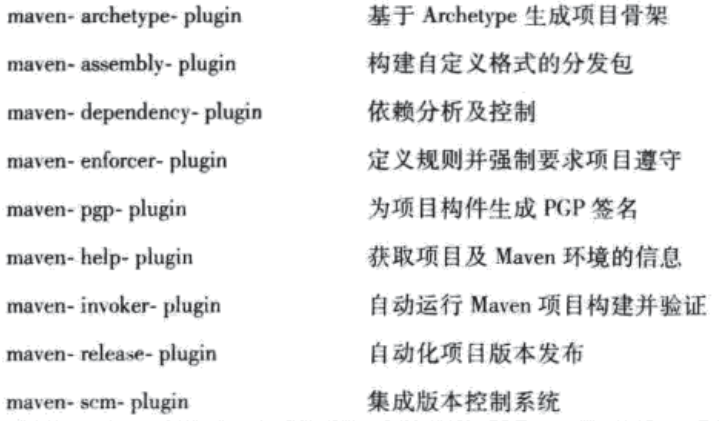 maven- archetype- plugin 基于 Archetype 生成项目骨架
maven- assembly- plugin 构建自定义格式的分发包
maven- dependency- plugin 依赖分析及控制
maven- enforcer- plugin 定义规则并强制要求项目遵守
maven- pgp- plugin 为项目构件生成 PGP 签名
maven- help- plugin 获取项目及 Maven 环境的信息
maven- invoker- plugin 自动运行 Maven 项目构建并验证
maven- release- plugin 自动化项目版本发布
maven- scm- plugin 集成版本控制系统